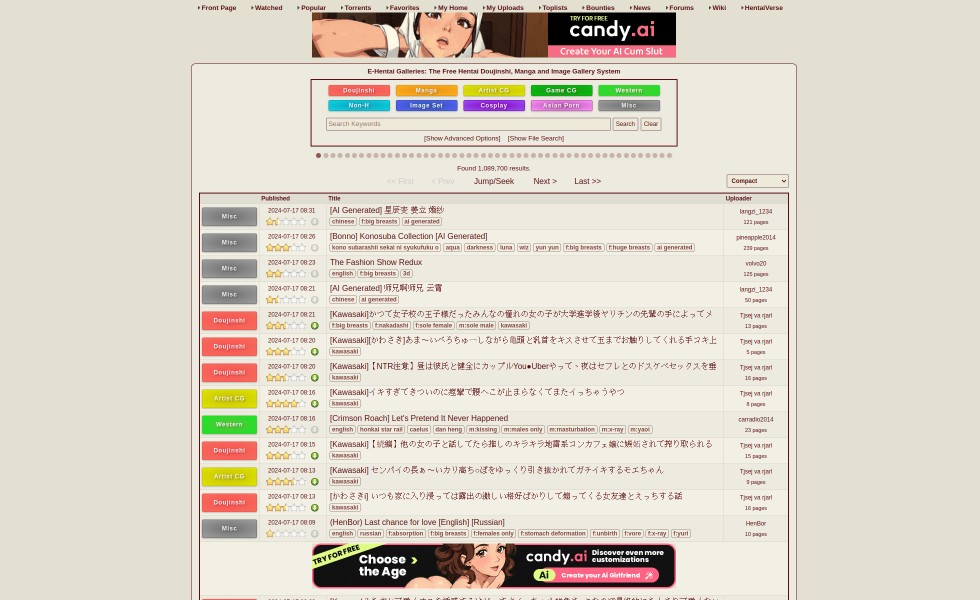 Front Page Watched Popular Torrents Favorites My Home My Uploads Toplists Bounties News Forums Wiki HentaiVerse
TRY FOR FREE
candy.ai
Create Your AI Cum Slut
E-Hentai Galleries: The Free Hentai Doujinshi, Manga and Image Gallery System
Doujinshi Manga Artist CG Game CG Western
Non-H Image Set Cosplay Asian Porn Misc
Search Keywords Search Clear
[Show Advanced Options] [Show File Search]
Found 1,089,700 results.
<< First < Prev Jump/Seek Next > Last >> Compact
Published Title Uploader
Misc 2024-07-17 08:31 [AI Generated] langzi_1234
chinese f:big breasts ai generated 121 pages
Misc 2024-07-17 08:26 [Bonno] Konosuba Collection [AI Generated] pineapple2014
kono subarashii sekai ni syukufuku o aqua darkness luna wiz yun yun f:big breasts f:huge breasts ai generated 239 pages
Misc 2024-07-17 08:23 The Fashion Show Redux volvo20
english f:big breasts 3d 125 pages
Misc 2024-07-17 08:21 [AI Generated] 师兄啊师兄 云霄 langzi_1234
chinese ai generated 50 pages
Doujinshi 2024-07-17 08:21 [Kawasaki]かつて女子校の王子様だったみんなの憧れの女の子が大学進学後ヤリチンの先輩の手によってメ Tjsej va rjarl
f:big breasts f:nakadashi f:sole female m:sole male kawasaki 13 pages
Doujinshi 2024-07-17 08:20 [Kawasaki][かわさき]あま～いべろちゅーしながら亀頭と乳首をキスさせて玉までお触りしてくれる手コキ上 Tjsej va rjarl
kawasaki 5 pages
Doujinshi 2024-07-17 08:20 [Kawasaki]【NTR注意】昼は彼氏と健全にカップルYou●Uberやって、夜はセフレとのドスケベセックスを垂 Tjsej va rjarl
kawasaki 16 pages
Artist CG 2024-07-17 08:16 [Kawasaki]イキすぎてきついのに痙攣で腰へこが止まらなくてまたイっちゃうやつ Tjsej va rjarl
kawasaki 8 pages
Western 2024-07-17 08:16 [Crimson Roach] Let's Pretend It Never Happened carradio2014
english honkai star rail caelus dan heng m:kissing m:males only m:masturbation m:x-ray m:yaoi 23 pages
Doujinshi 2024-07-17 08:15 [Kawasaki]【続編】他の女の子と話してたら推しのキラキラ地雷系コンカフェ嬢に嫉妬されて搾り取られる Tjsej va rjarl
kawasaki 15 pages
Artist CG 2024-07-17 08:13 [Kawasaki] センパイの長ぁ～いカリ高ち○ぽをゆっくり引き抜かれてガチイキするモエちゃん Tjsej va rjarl
kawasaki 9 pages
Doujinshi 2024-07-17 08:13 [かわさき] いつも家に入り浸っては露出の激しい格好ばかりして煽ってくる女友達とえっちする話 Tjsej va rjarl
kawasaki 16 pages
Misc 2024-07-17 08:09 (HenBor) Last chance for love [English] [Russian] HenBor
english russian f:absorption f:big breasts f:females only f:stomach deformation f:unbirth f:vore f:x-ray f:yuri 10 pages
TRY FOR FREE
Choose the Age
candy.ai
Discover even more customizations
Ai Create your AI Girlfriend